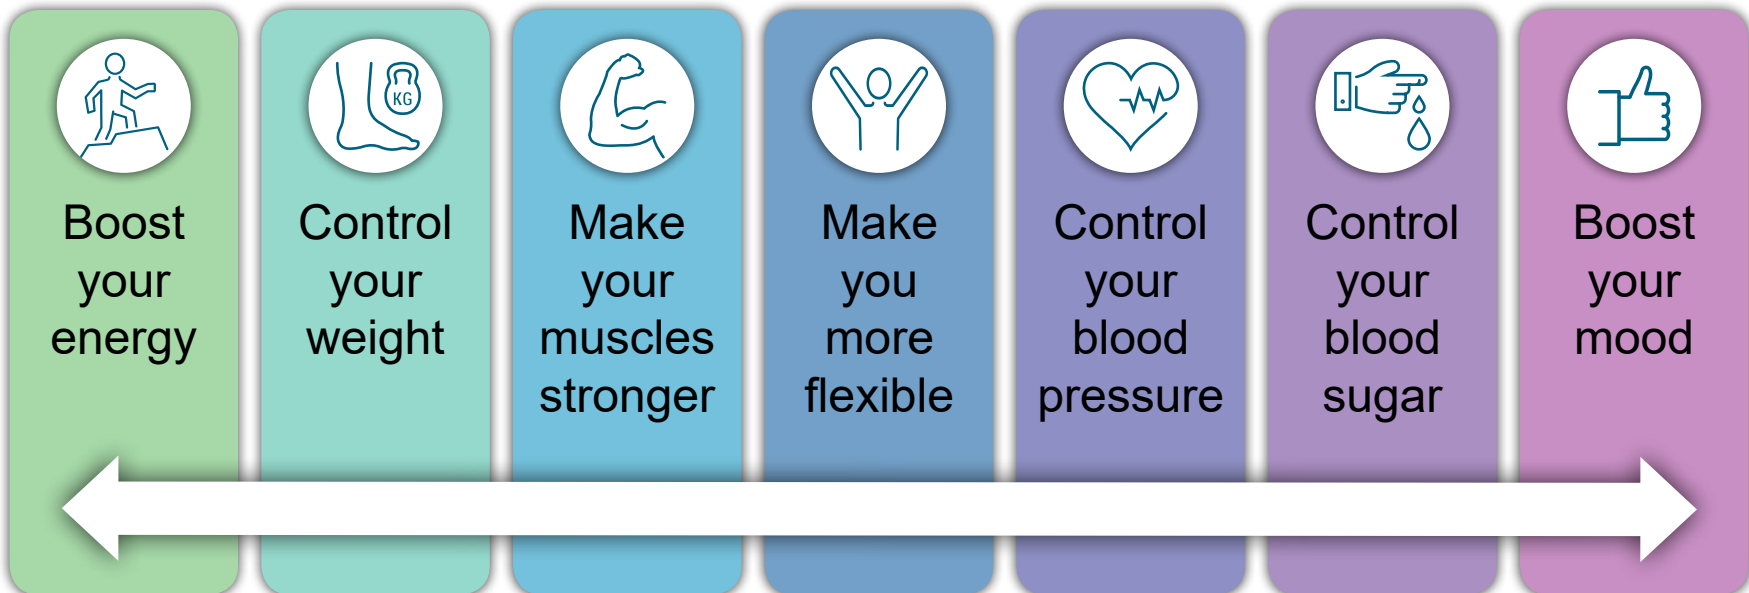 KG
Boost
your
energy
Control
your
weight
Make
your
muscles
stronger
Make
you
more
flexible
Control
your
blood
pressure
Control
your
blood
sugar
Boost
your
mood